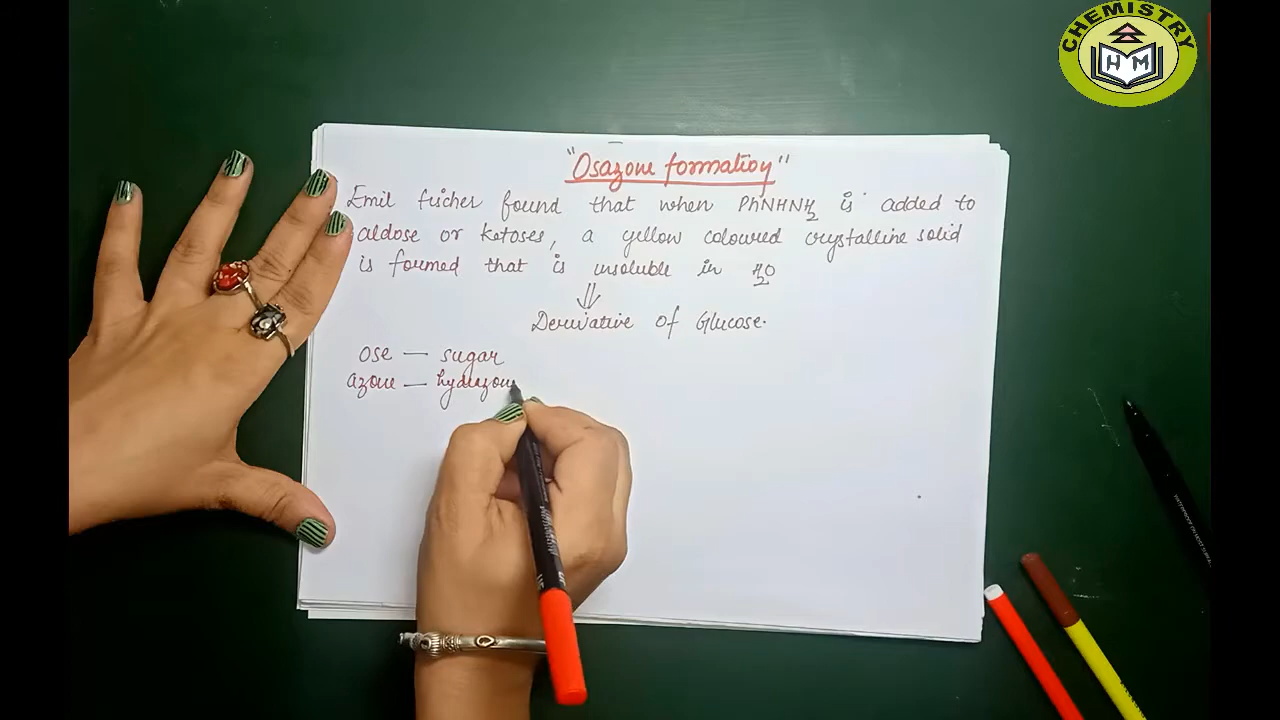 CHEMISTRY
H M
"Osazone formation"
Emil fischer found that when PhNHNH2 is added to
aldose or ketoses, a yellow coloured crystalline solid
is formed that is insoluble in H2O
⇓
Derivative of Glucose.
ose — sugar
azone — hydrazone